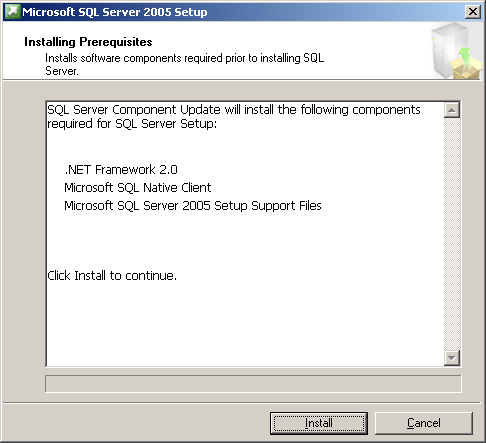 Microsoft SQL Server 2005 Setup
Installing Prerequisites
Installs software components required prior to installing SQL
Server.
SQL Server Component Update will install the following components
required for SQL Server Setup:
.NET Framework 2.0
Microsoft SQL Native Client
Microsoft SQL Server 2005 Setup Support Files
Click Install to continue.
Install
Cancel